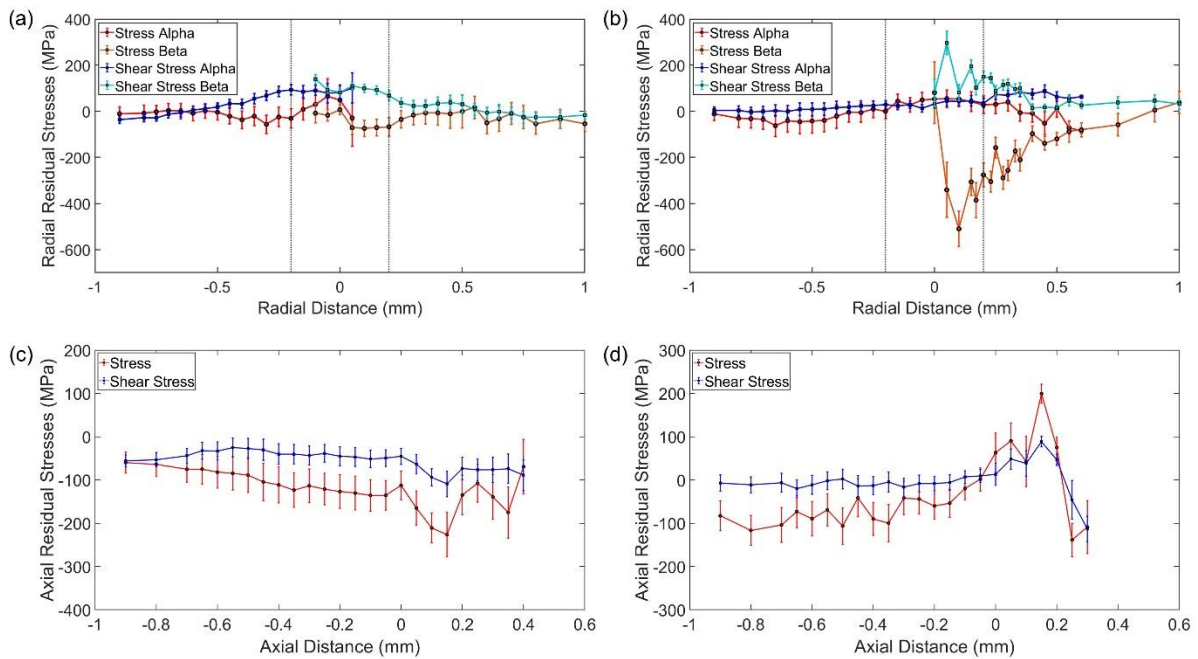 (a)
Radial Residual Stresses (MPa)
400
200
0
-200
-400
-600
Stress Alpha
Stress Beta
Shear Stress Alpha
Shear Stress Beta
-1
-0.5
0
0.5
1
Radial Distance (mm)
(b)
Radial Residual Stresses (MPa)
400
200
0
-200
-400
-600
Stress Alpha
Stress Beta
Shear Stress Alpha
Shear Stress Beta
-1
-0.5
0
0.5
1
Radial Distance (mm)
(c)
Axial Residual Stresses (MPa)
200
100
0
-100
-200
-300
-400
Stress
Shear Stress
-1
-0.8
-0.6
-0.4
-0.2
0
0.2
0.4
0.6
Axial Distance (mm)
(d)
Axial Residual Stresses (MPa)
300
200
100
0
-100
-200
-300
Stress
Shear Stress
-1
-0.8
-0.6
-0.4
-0.2
0
0.2
0.4
0.6
Axial Distance (mm)